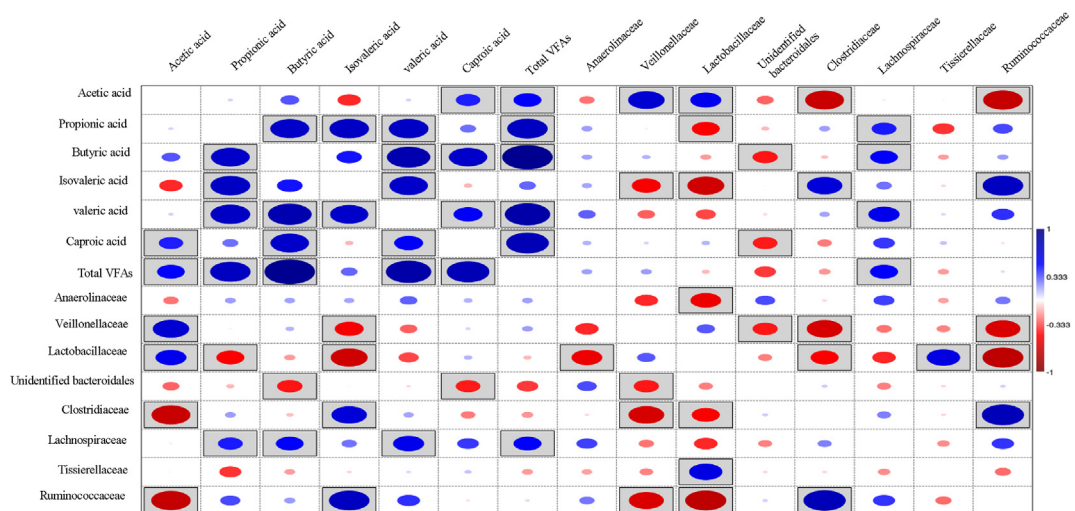 Acetic acid
Propionic acid
Butyric acid
Isovaleric acid
valeric acid
Caproic acid
Total VFAs
Anaerolinaceae
Veillonellaceae
Lactobacillaceae
Unidentified
bacteroidales
Clostridiaceae
Lachnospiraceae
Tissierellaceae
Ruminococcaceae
Acetic acid
Propionic acid
Butyric acid
Isovaleric acid
valeric acid
Caproic acid
Total VFAs
Anaerolinaceae
Veillonellaceae
Lactobacillaceae
Unidentified bacteroidales
Clostridiaceae
Lachnospiraceae
Tissierellaceae
Ruminococcaceae
1
0.333
-0.333
-1